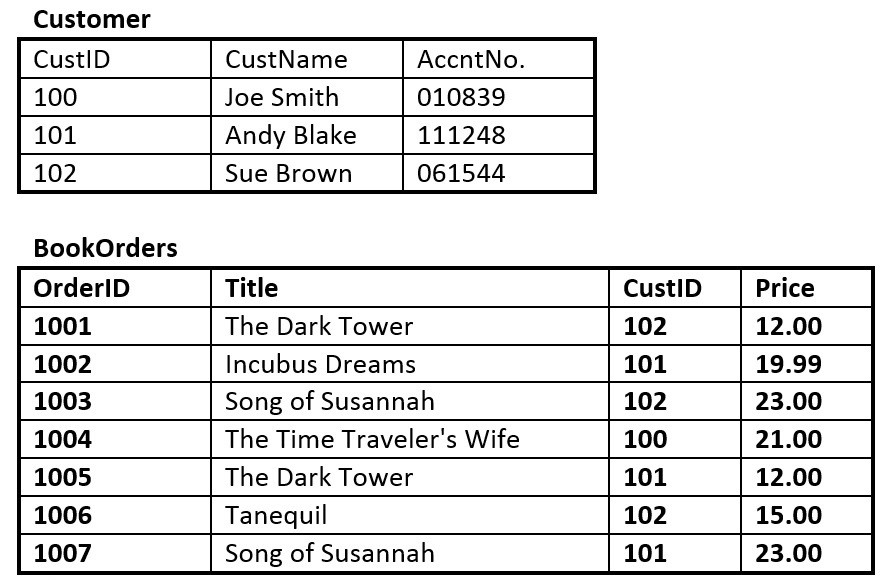 Customer
CustID CustName AccntNo.
100 Joe Smith 010839
101 Andy Blake 111248
102 Sue Brown 061544
BookOrders
OrderID Title CustID Price
1001 The Dark Tower 102 12.00
1002 Incubus Dreams 101 19.99
1003 Song of Susannah 102 23.00
1004 The Time Traveler's Wife 100 21.00
1005 The Dark Tower 101 12.00
1006 Tanequil 102 15.00
1007 Song of Susannah 101 23.00